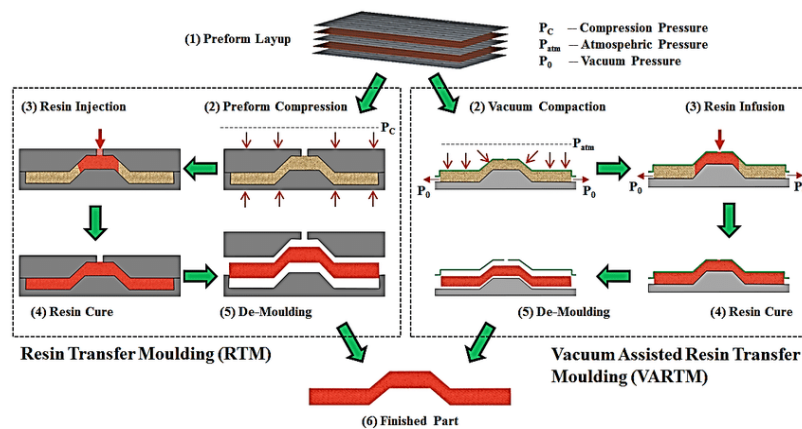 (1) Preform Layup
P_C – Compression Pressure
P_atm – Atmospehric Pressure
P_0 – Vacuum Pressure
(3) Resin Injection
(2) Preform Compression
P_C
(4) Resin Cure
(5) De-Moulding
Resin Transfer Moulding (RTM)
(2) Vacuum Compaction
(3) Resin Infusion
P_atm
P_0
P_0
P_0
(5) De-Moulding
(4) Resin Cure
Vacuum Assisted Resin Transfer
Moulding (VARTM)
(6) Finished Part